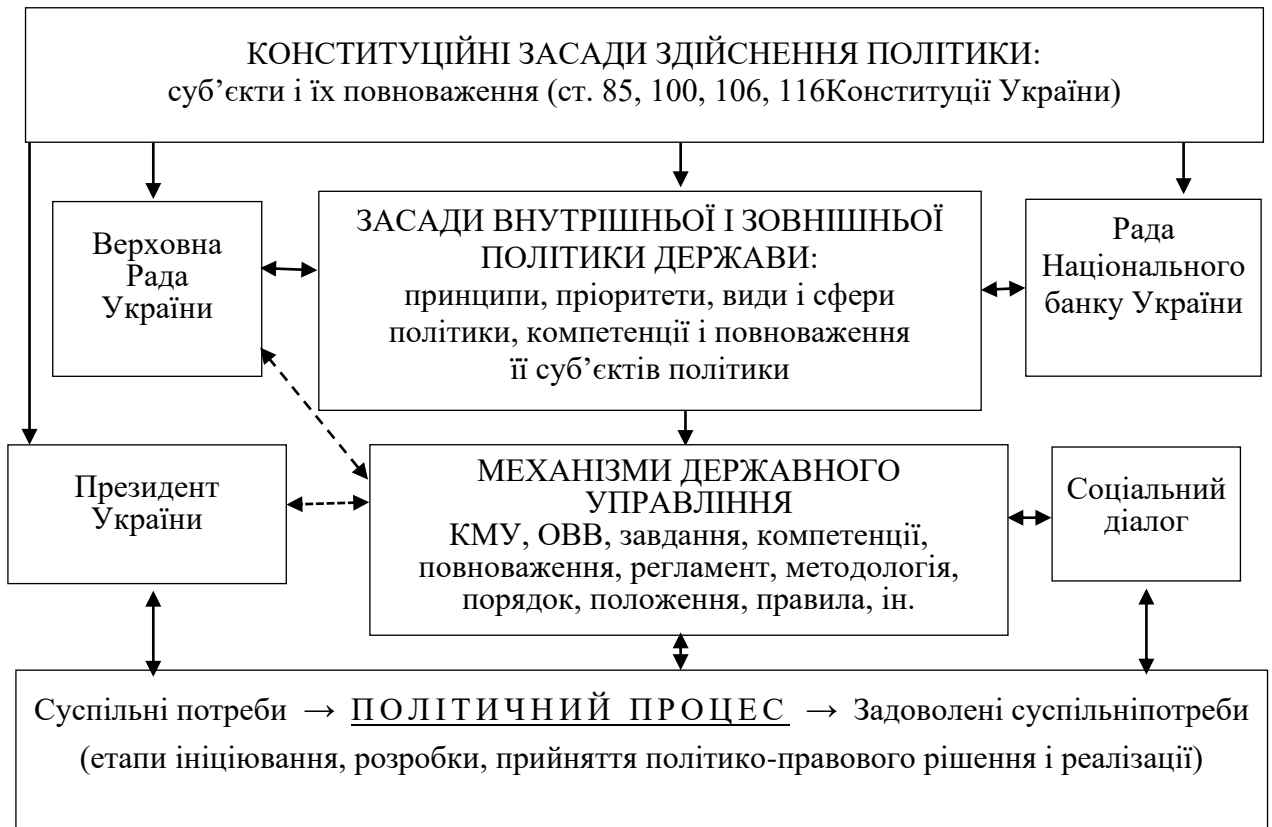 КОНСТИТУЦІЙНІ ЗАСАДИ ЗДІЙСНЕННЯ ПОЛІТИКИ:
суб’єкти і їх повноваження (ст. 85, 100, 106, 116Конституції України)
Верховна
Рада
України
ЗАСАДИ ВНУТРІШНЬОЇ І ЗОВНІШНЬОЇ
ПОЛІТИКИ ДЕРЖАВИ:
принципи, пріоритети, види і сфери
політики, компетенції і повноваження
її суб’єктів політики
Рада
Національного
банку України
Президент
України
МЕХАНІЗМИ ДЕРЖАВНОГО
УПРАВЛІННЯ
КМУ, ОВВ, завдання, компетенції,
повноваження, регламент, методологія,
порядок, положення, правила, ін.
Соціальний
діалог
Суспільні потреби → ПОЛІТИЧНИЙ ПРОЦЕС → Задоволені суспільніпотреби
(етапи ініціювання, розробки, прийняття політико-правового рішення і реалізації)